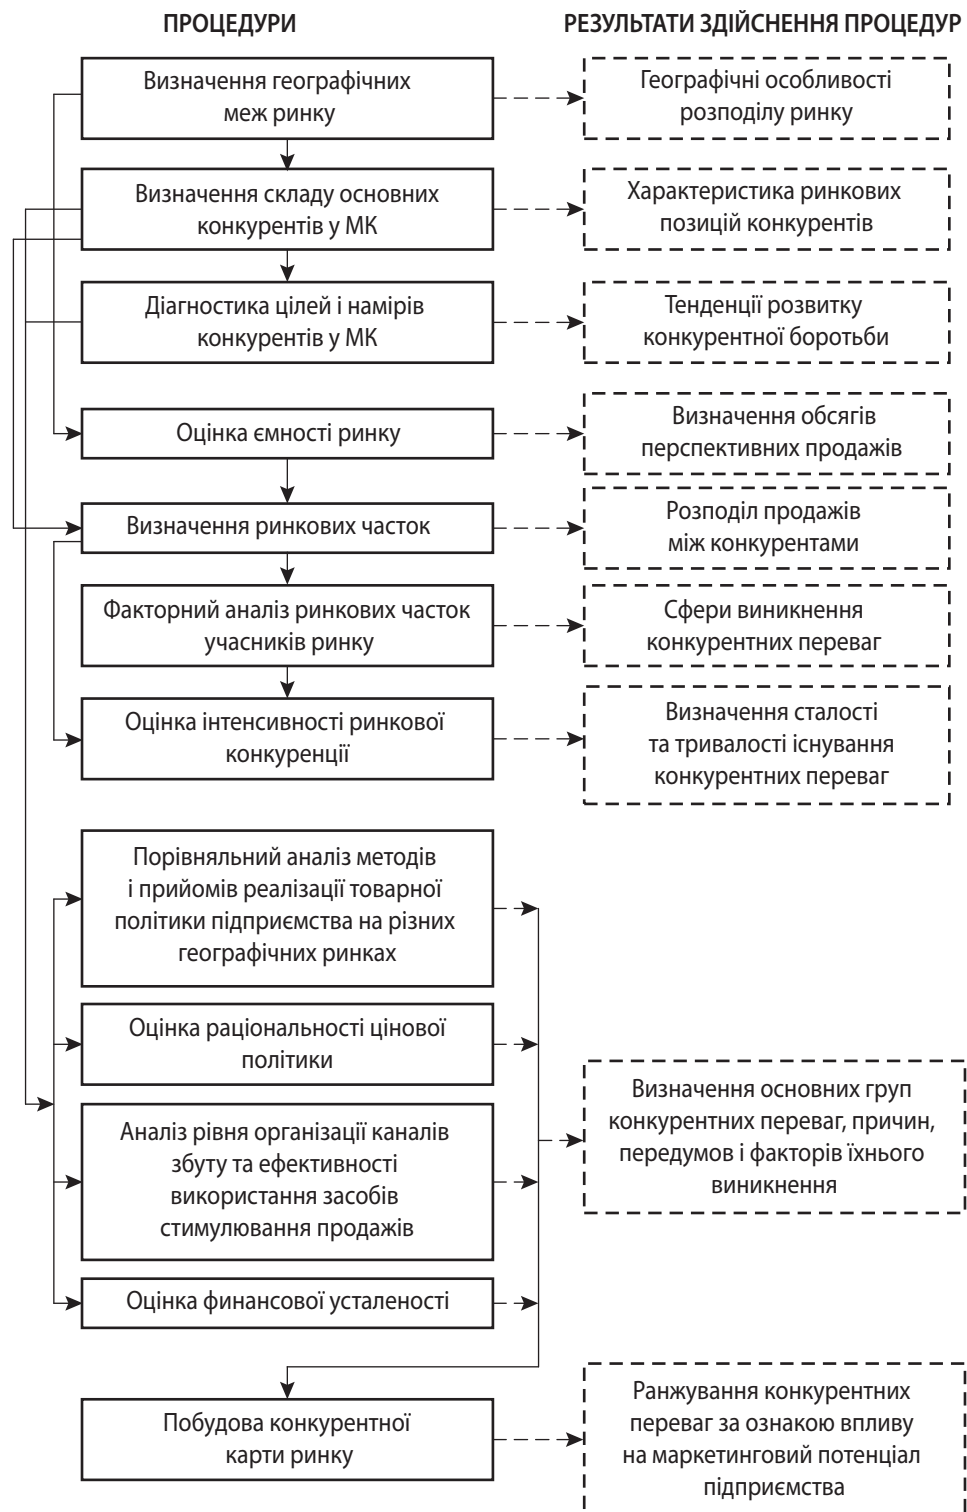 ПРОЦЕДУРИ
РЕЗУЛЬТАТИ ЗДІЙСНЕННЯ ПРОЦЕДУР
Визначення географічних
меж ринку
Географічні особливості
розподілу ринку
Визначення складу основних
конкурентів у МК
Характеристика ринкових
позицій конкурентів
Діагностика цілей і намірів
конкурентів у МК
Тенденції розвитку
конкурентної боротьби
Оцінка ємності ринку
Визначення обсягів
перспективних продажів
Визначення ринкових часток
Розподіл продажів
між конкурентами
Факторний аналіз ринкових часток
учасників ринку
Сфери виникнення
конкурентних переваг
Оцінка інтенсивності ринкової
конкуренції
Визначення сталості
та тривалості існування
конкурентних переваг
Порівняльний аналіз методів
і прийомів реалізації товарної
політики підприємства на різних
географічних ринках
Оцінка раціональності цінової
політики
Аналіз рівня організації каналів
збуту та ефективності
використання засобів
стимулювання продажів
Визначення основних груп
конкурентних переваг, причин,
передумов і факторів їхнього
виникнення
Оцінка финансової усталеності
Побудова конкурентної
карти ринку
Ранжування конкурентних
переваг за ознакою впливу
на маркетинговий потенціал
підприємства